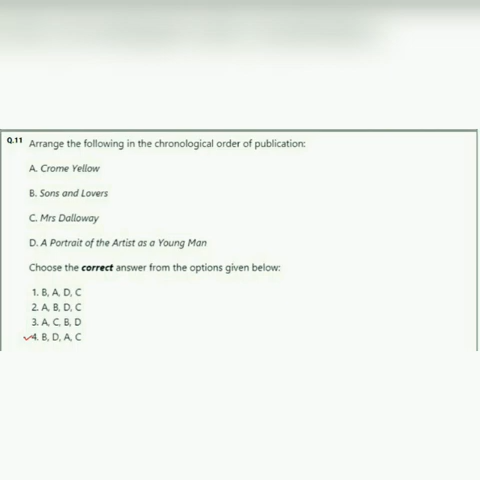 Q.11 Arrange the following in the chronological order of publication:
A. Crome Yellow
B. Sons and Lovers
C. Mrs Dalloway
D. A Portrait of the Artist as a Young Man
Choose the correct answer from the options given below:
1. B, A, D, C
2. A, B, D, C
3. A, C, B, D
4. B, D, A, C